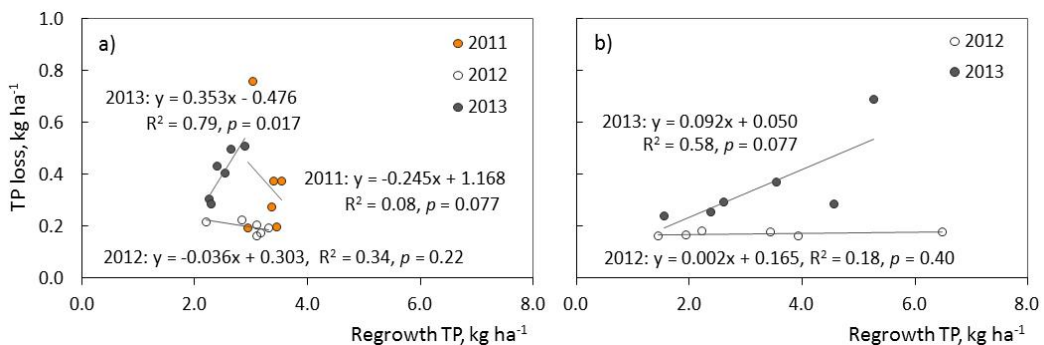 a)
2011
2012
2013
2013: y = 0.353x - 0.476
R² = 0.79, p = 0.017
2011: y = -0.245x + 1.168
R² = 0.08, p = 0.077
2012: y = -0.036x + 0.303, R² = 0.34, p = 0.22
TP loss, kg ha⁻¹
1.0
0.8
0.6
0.4
0.2
0.0
0.0 2.0 4.0 6.0 8.0
Regrowth TP, kg ha⁻¹
b)
2012
2013
2013: y = 0.092x + 0.050
R² = 0.58, p = 0.077
2012: y = 0.002x + 0.165, R² = 0.18, p = 0.40
0.0 2.0 4.0 6.0 8.0
Regrowth TP, kg ha⁻¹